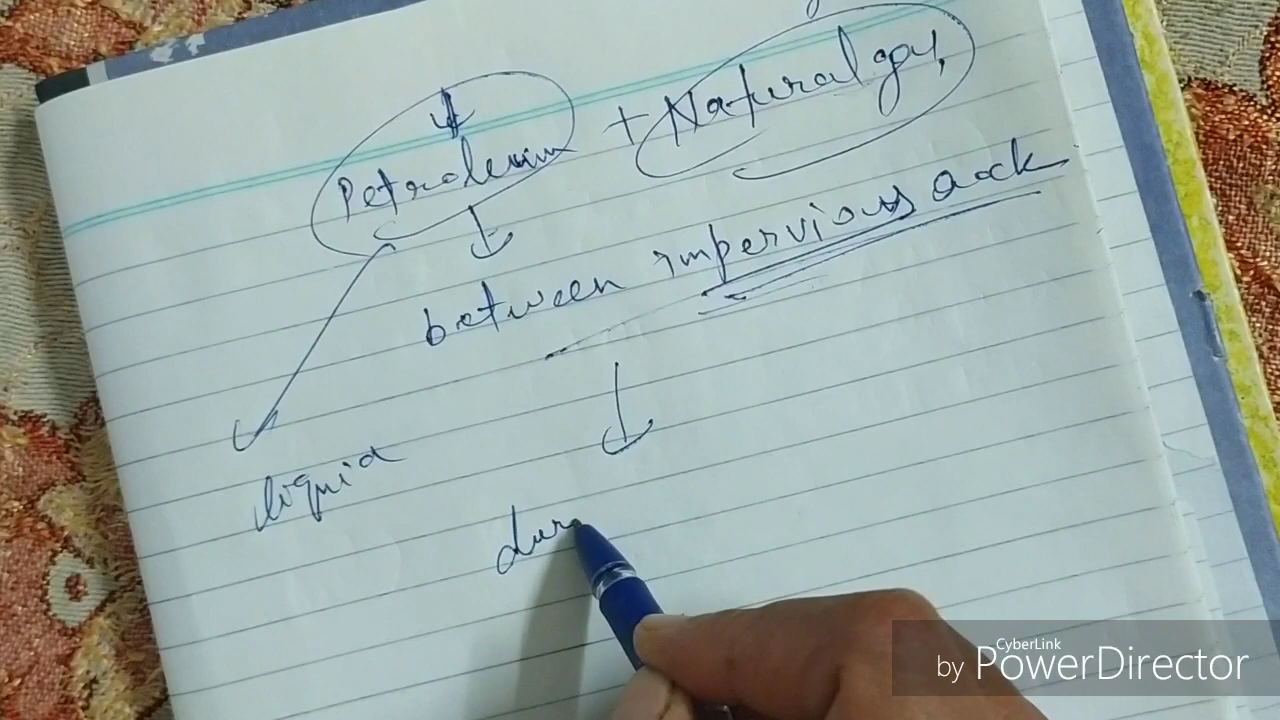 Petroleum + Natural gas,
between impervious rock
liquid
dur
CyberLink
by PowerDirector